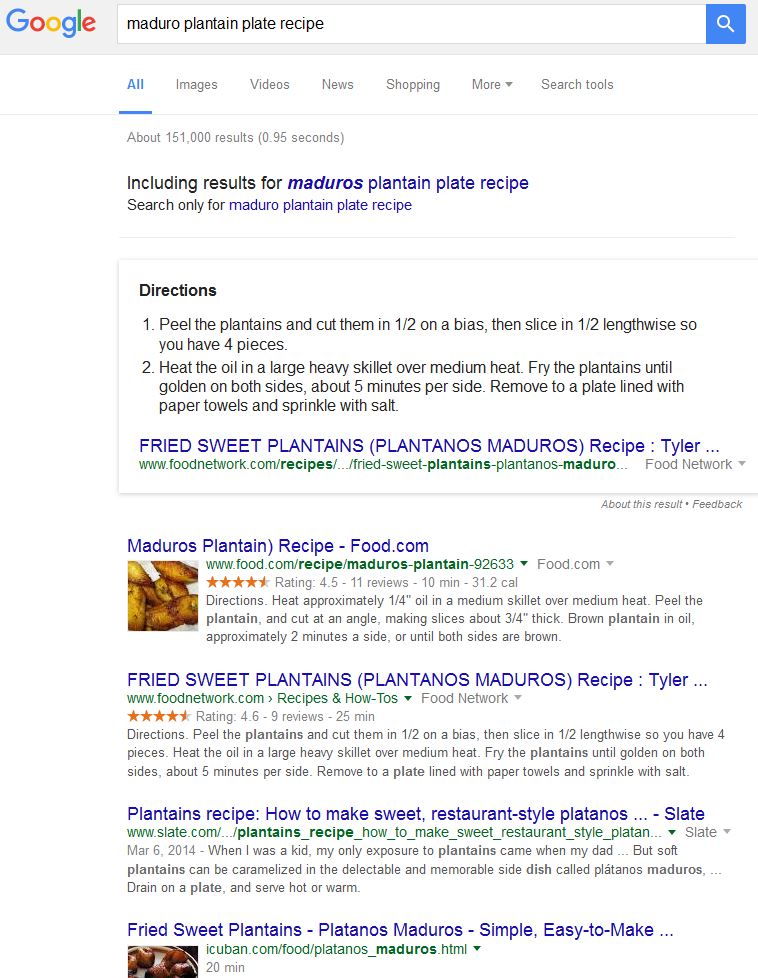 Google
maduro plantain plate recipe
All Images Videos News Shopping More Search tools
About 151,000 results (0.95 seconds)
Including results for maduros plantain plate recipe
Search only for maduro plantain plate recipe
Directions
1. Peel the plantains and cut them in 1/2 on a bias, then slice in 1/2 lengthwise so
you have 4 pieces.
2. Heat the oil in a large heavy skillet over medium heat. Fry the plantains until
golden on both sides, about 5 minutes per side. Remove to a plate lined with
paper towels and sprinkle with salt.
FRIED SWEET PLANTAINS (PLANTANOS MADUROS) Recipe : Tyler ...
www.foodnetwork.com/recipes/.../fried-sweet-plantains-plantanos-maduro... Food Network
About this result • Feedback
Maduros Plantain) Recipe - Food.com
www.food.com/recipe/maduros-plantain-92633 Food.com
Rating: 4.5 - 11 reviews - 10 min - 31.2 cal
Directions. Heat approximately 1/4" oil in a medium skillet over medium heat. Peel the
plantain, and cut at an angle, making slices about 3/4" thick. Brown plantain in oil,
approximately 2 minutes a side, or until both sides are brown.
FRIED SWEET PLANTAINS (PLANTANOS MADUROS) Recipe : Tyler ...
www.foodnetwork.com › Recipes & How-Tos Food Network
Rating: 4.6 - 9 reviews - 25 min
Directions. Peel the plantains and cut them in 1/2 on a bias, then slice in 1/2 lengthwise so you have 4
pieces. Heat the oil in a large heavy skillet over medium heat. Fry the plantains until golden on both
sides, about 5 minutes per side. Remove to a plate lined with paper towels and sprinkle with salt.
Plantains recipe: How to make sweet, restaurant-style platanos ... - Slate
www.slate.com/.../plantains_recipe_how_to_make_sweet_restaurant_style_platan... Slate
Mar 6, 2014 - When I was a kid, my only exposure to plantains came when my dad ... But soft
plantains can be caramelized in the delectable and memorable side dish called plátanos maduros, ...
Drain on a plate, and serve hot or warm.
Fried Sweet Plantains - Platanos Maduros - Simple, Easy-to-Make ...
icuban.com/food/platanos_maduros.html
20 min